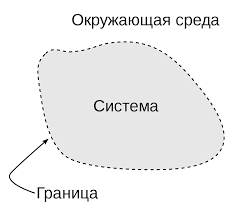 Окружающая среда
Система
Граница